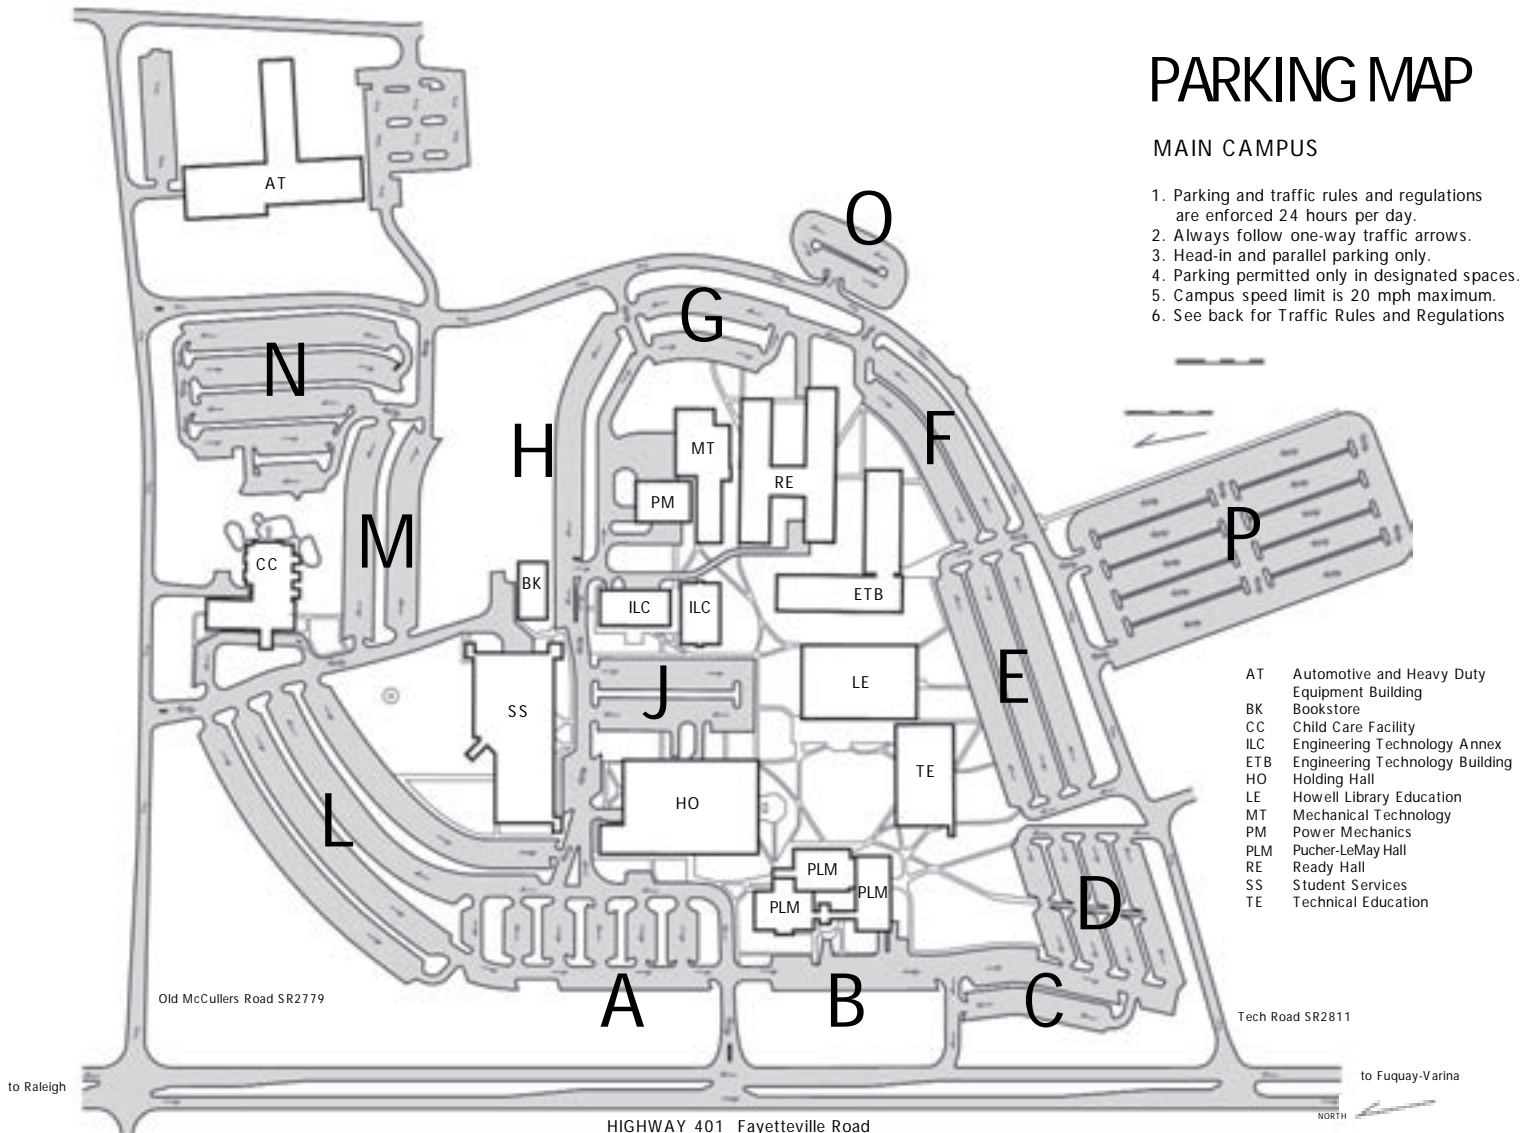 PARKING MAP
MAIN CAMPUS
1. Parking and traffic rules and regulations
are enforced 24 hours per day.
2. Always follow one-way traffic arrows.
3. Head-in and parallel parking only.
4. Parking permitted only in designated spaces.
5. Campus speed limit is 20 mph maximum.
6. See back for Traffic Rules and Regulations
AT
O
G
N
F
H
MT
RE
PM
P
M
CC
BK
ILC
ILC
ETB
E
LE
J
SS
TE
HO
L
PLM
PLM
PLM
D
A
B
C
AT Automotive and Heavy Duty
Equipment Building
BK Bookstore
CC Child Care Facility
ILC Engineering Technology Annex
ETB Engineering Technology Building
HO Holding Hall
LE Howell Library Education
MT Mechanical Technology
PM Power Mechanics
PLM Pucher-LeMay Hall
RE Ready Hall
SS Student Services
TE Technical Education
Old McCullers Road SR2779
Tech Road SR2811
to Raleigh
to Fuquay-Varina
NORTH
HIGHWAY 401 Fayetteville Road